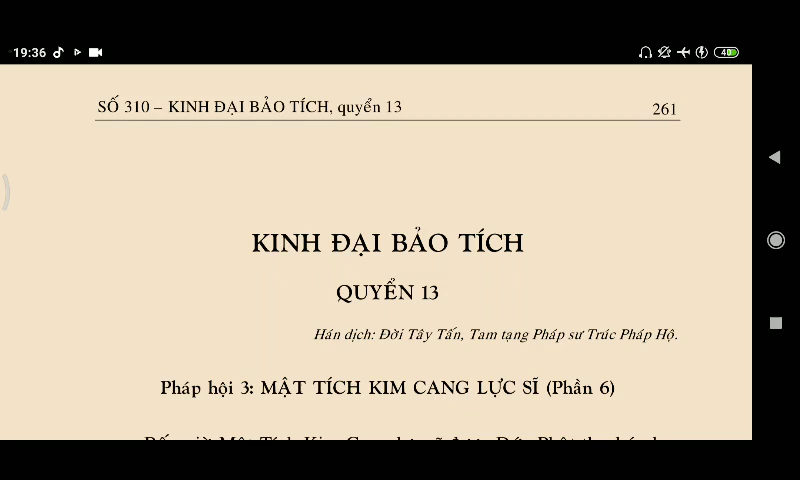 19:36
40
SỐ 310 – KINH ĐẠI BẢO TÍCH, quyển 13
261
KINH ĐẠI BẢO TÍCH
QUYỂN 13
Hán dịch: Đời Tây Tấn, Tam tạng Pháp sư Trúc Pháp Hộ.
Pháp hội 3: MẬT TÍCH KIM CANG LỰC SĨ (Phần 6)